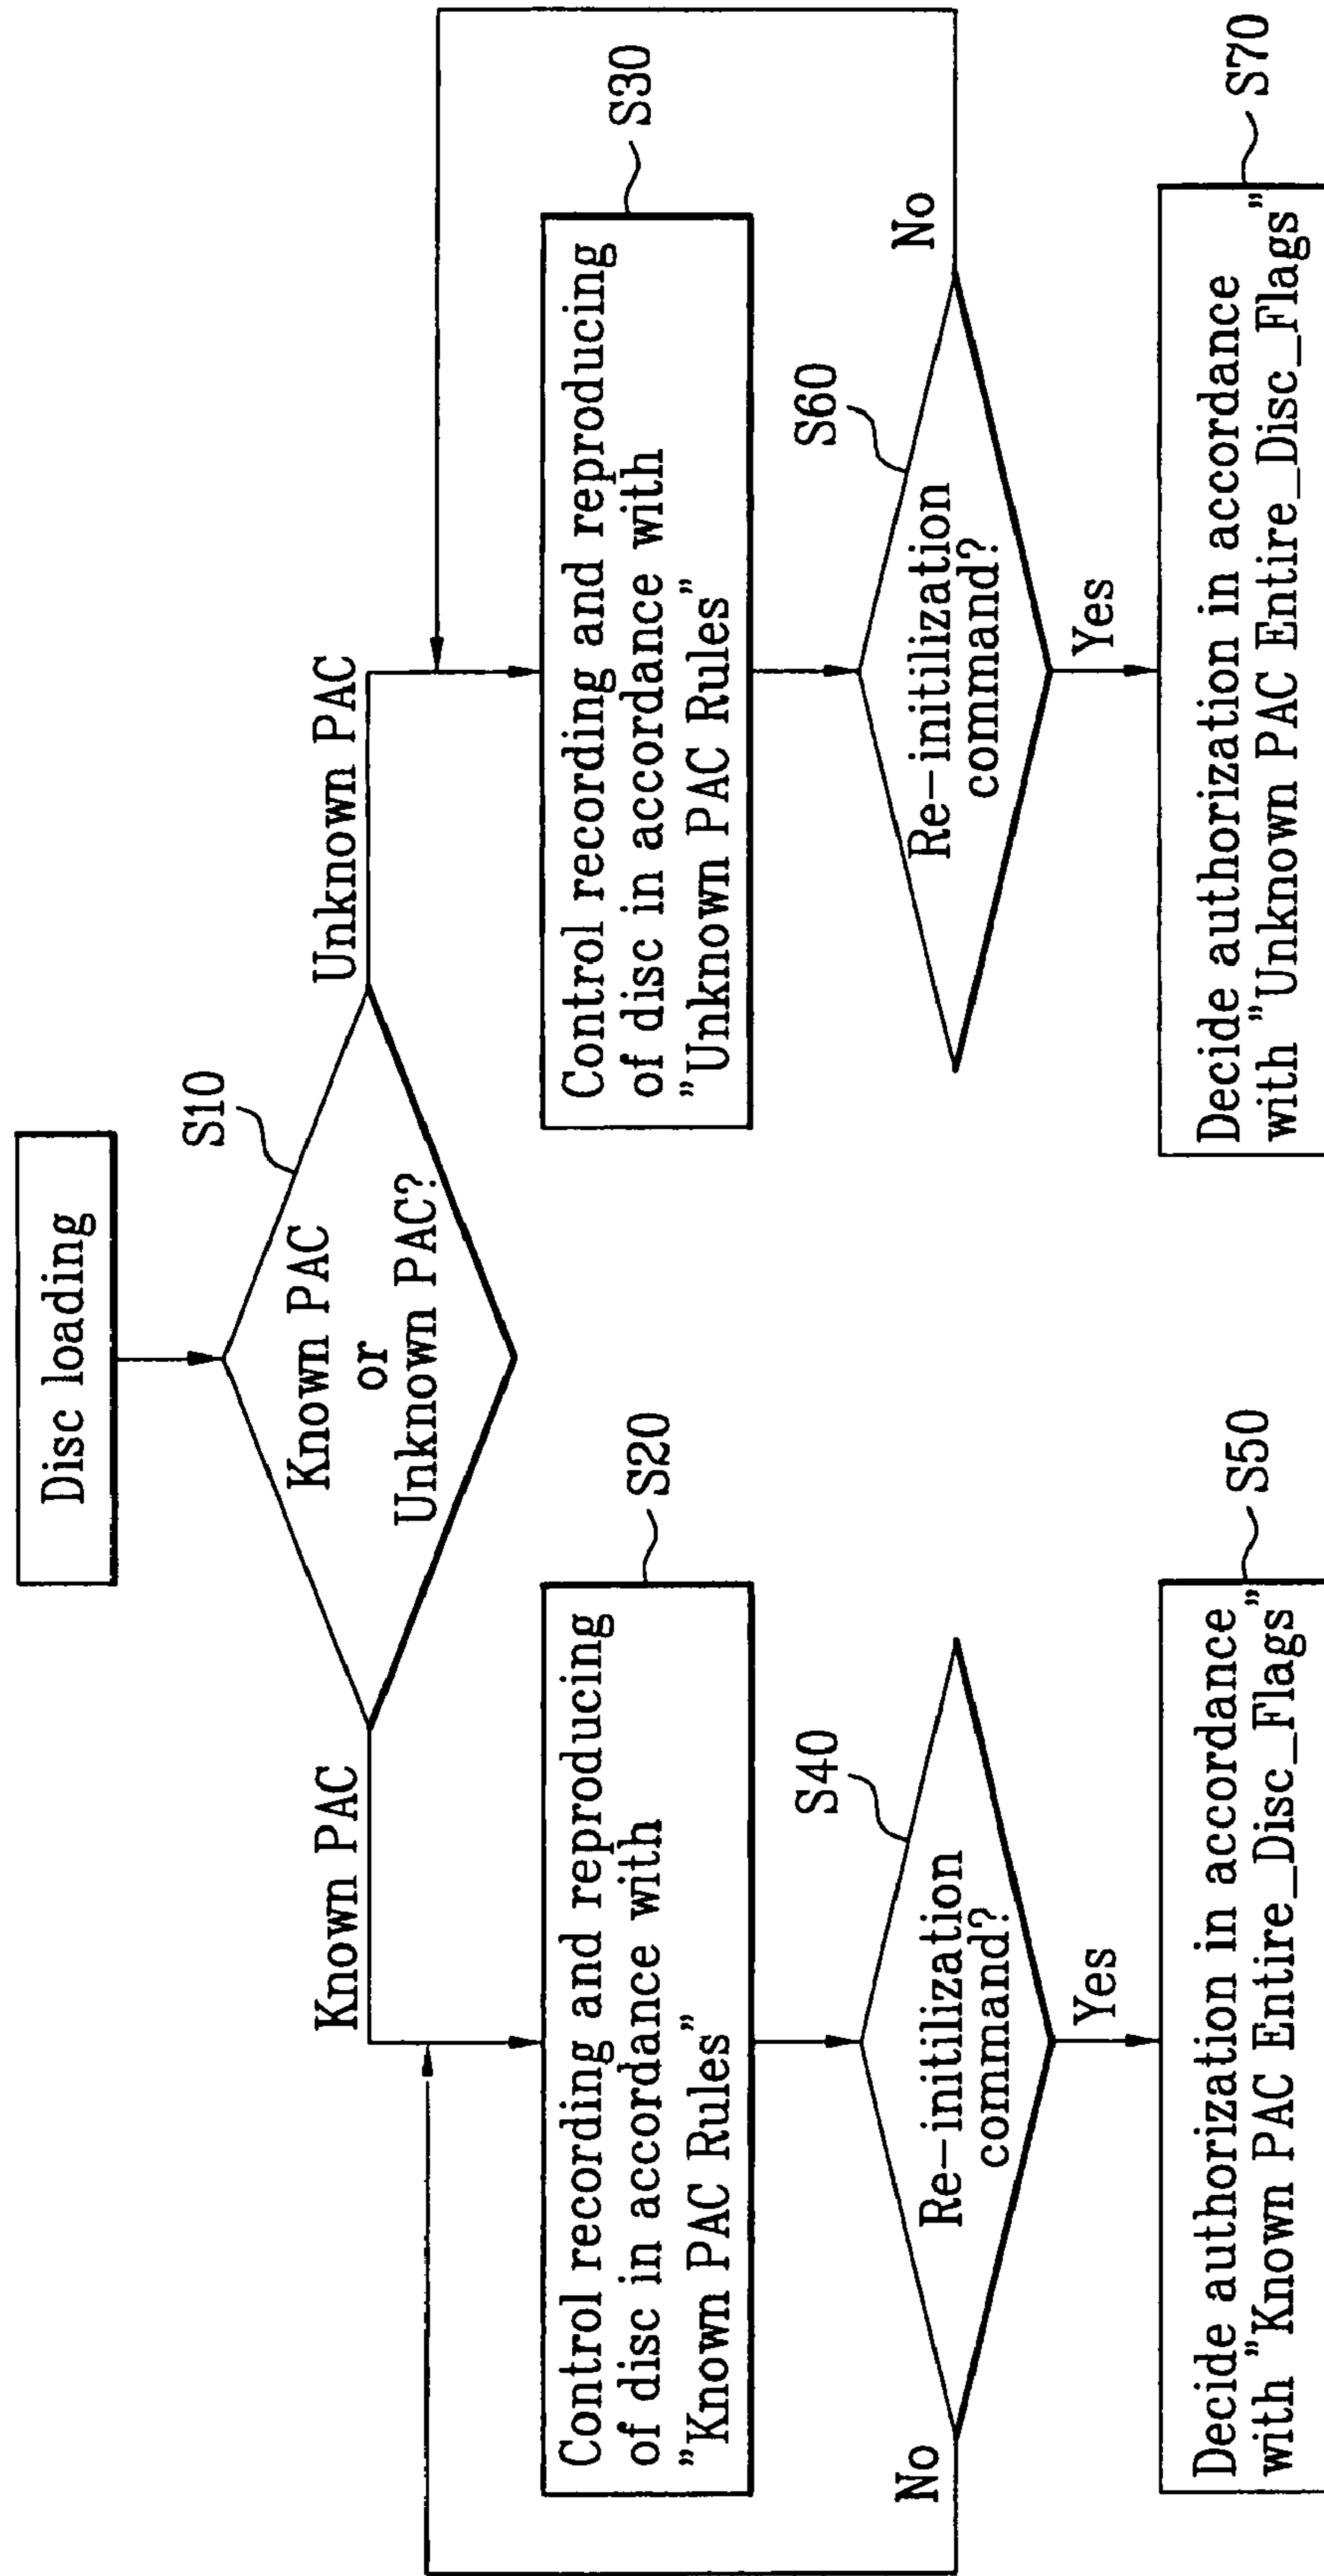 Disc loading
S10
Known PAC
or
Unknown PAC?
Known PAC
Unknown PAC
S20
Control recording and reproducing
of disc in accordance with
"Known PAC Rules"
S30
Control recording and reproducing
of disc in accordance with
"Unknown PAC Rules"
S40
Re-initilization
command?
No
Yes
S60
Re-initilization
command?
No
Yes
S50
Decide authorization in accordance
with "Known PAC Entire_Disc_Flags"
S70
Decide authorization in accordance
with "Unknown PAC Entire_Disc_Flags"